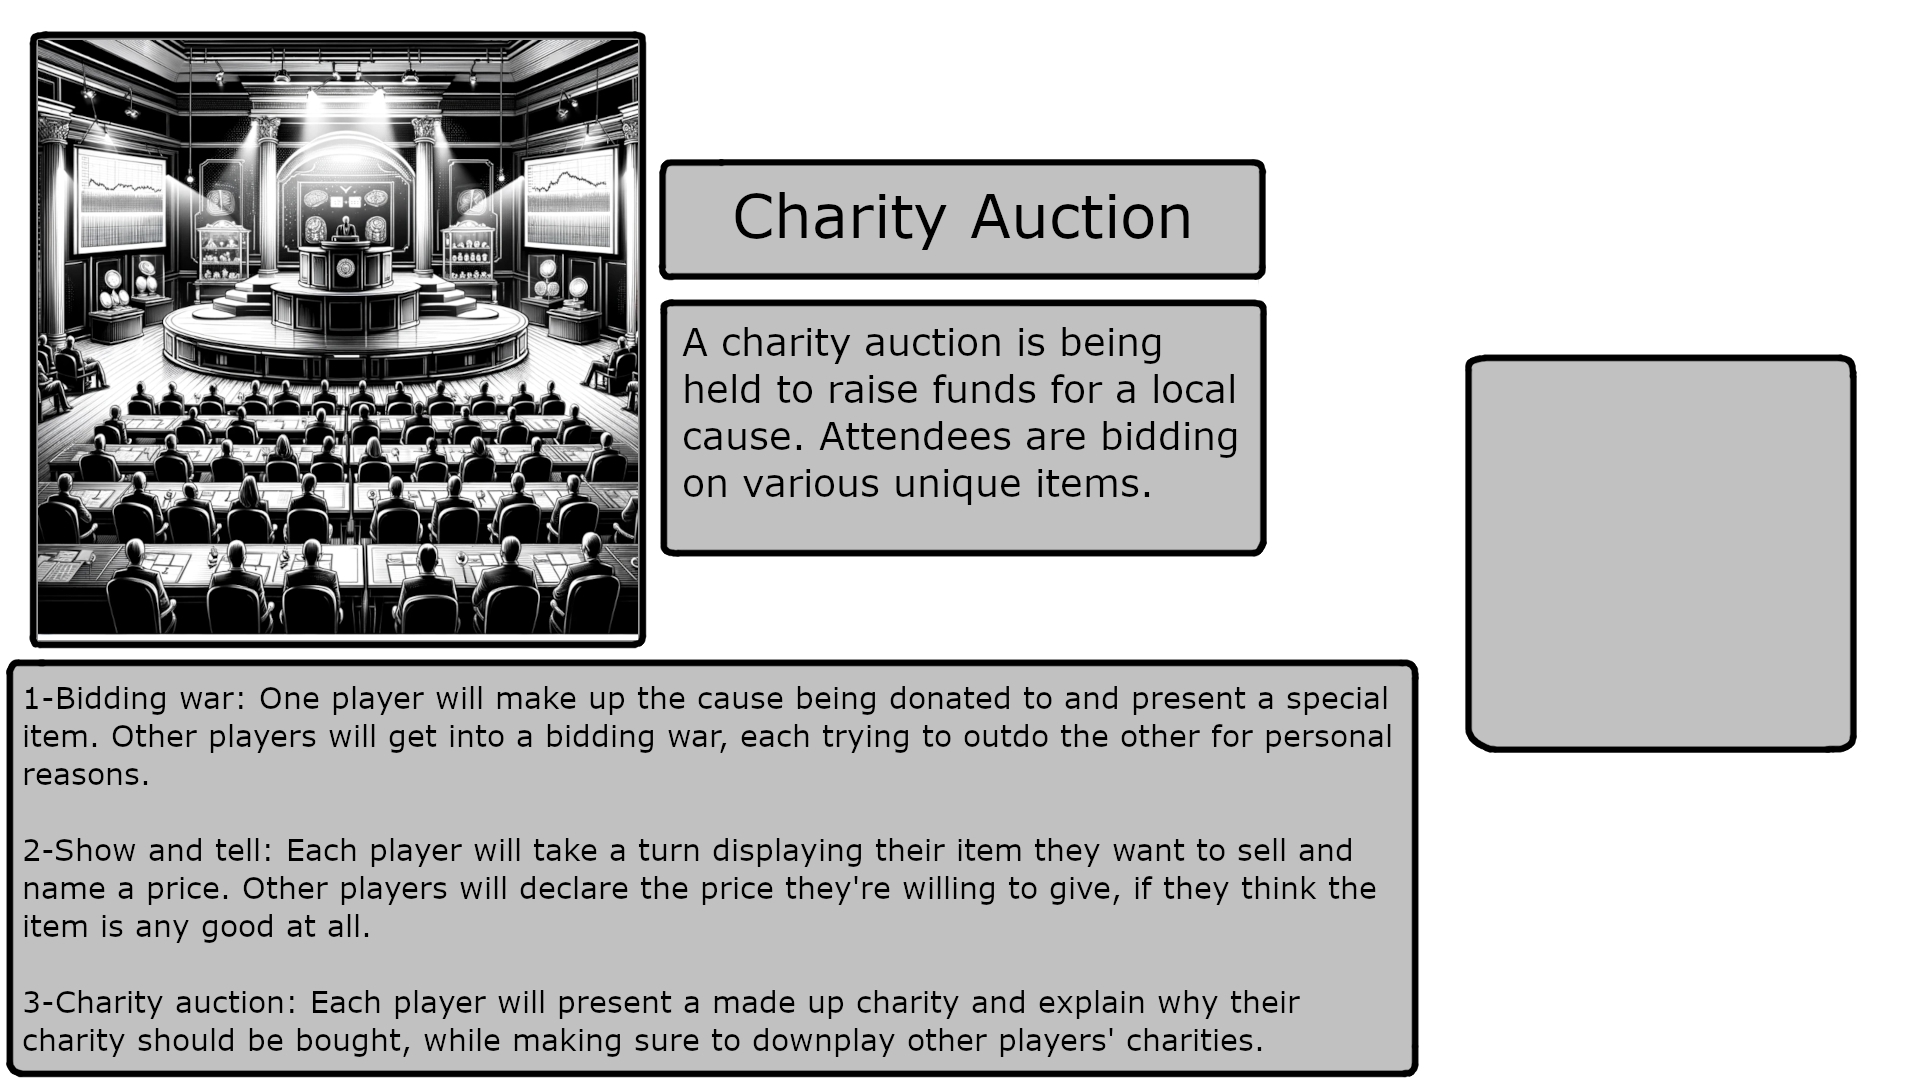 Charity Auction
A charity auction is being
held to raise funds for a local
cause. Attendees are bidding
on various unique items.
1-Bidding war: One player will make up the cause being donated to and present a special
item. Other players will get into a bidding war, each trying to outdo the other for personal
reasons.
2-Show and tell: Each player will take a turn displaying their item they want to sell and
name a price. Other players will declare the price they're willing to give, if they think the
item is any good at all.
3-Charity auction: Each player will present a made up charity and explain why their
charity should be bought, while making sure to downplay other players' charities.